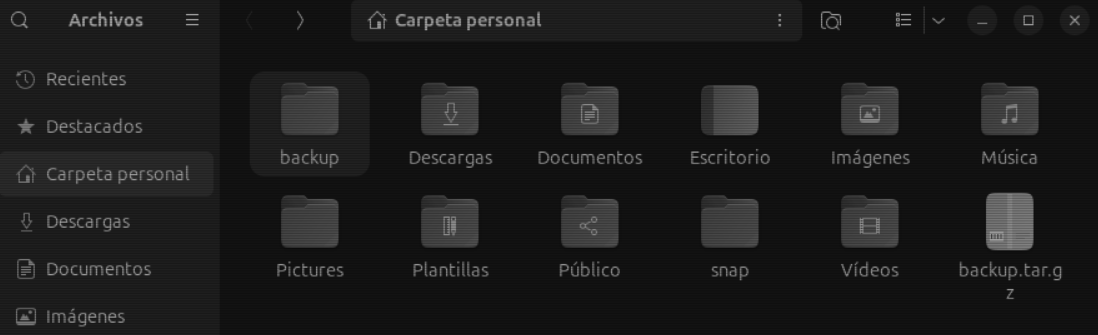 Archivos
Carpeta personal
Recientes
Destacados
Carpeta personal
Descargas
Documentos
Imágenes
backup
Descargas
Documentos
Escritorio
Imágenes
Música
Pictures
Plantillas
Público
snap
Vídeos
backup.tar.g
z